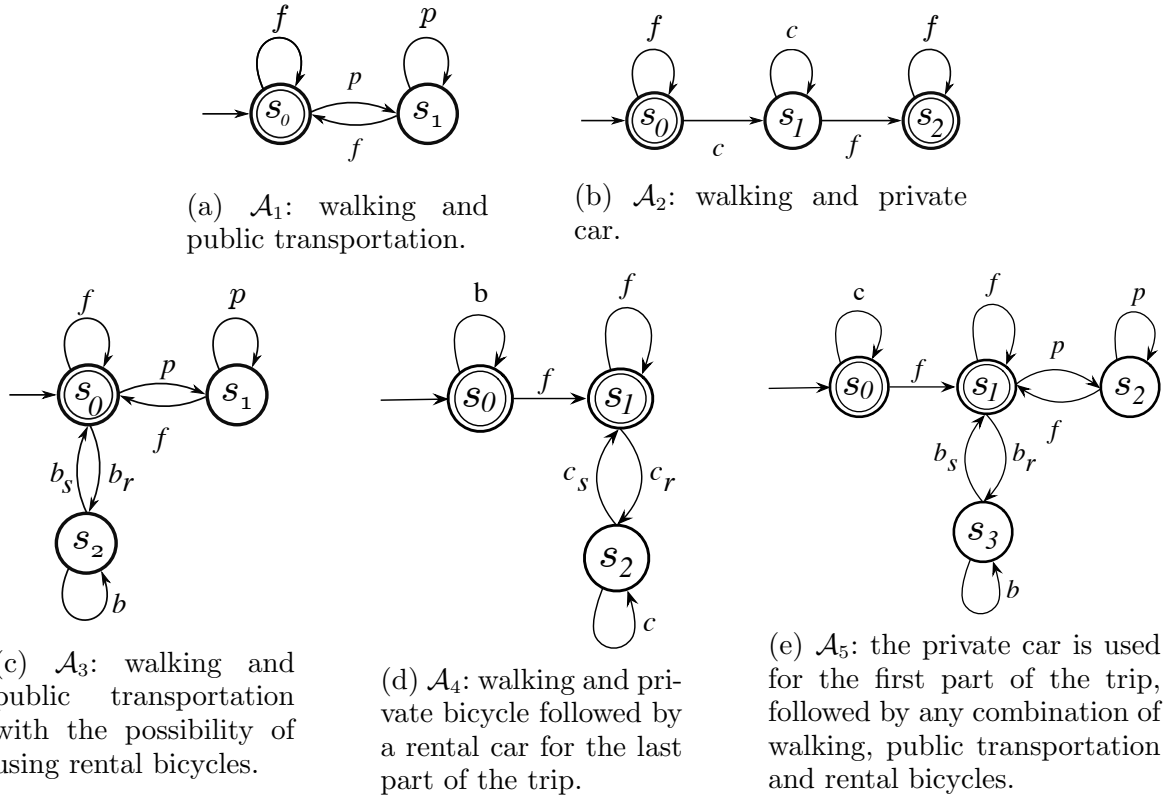 f p f c f
p
s₀ s₁ s₀ s₁ s₂
f c f
(a) 𝒜₁: walking and
public transportation.
(b) 𝒜₂: walking and private
car.
f p
p
s₀ s₁
f
bₛ bᵣ
s₂
b
(c) 𝒜₃: walking and
public transportation
with the possibility of
using rental bicycles.
b f
f
s₀ s₁
cₛ cᵣ
s₂
c
(d) 𝒜₄: walking and pri-
vate bicycle followed by
a rental car for the last
part of the trip.
c f p
f p
s₀ s₁ s₂
f
bₛ bᵣ
s₃
b
(e) 𝒜₅: the private car is used
for the first part of the trip,
followed by any combination of
walking, public transportation
and rental bicycles.